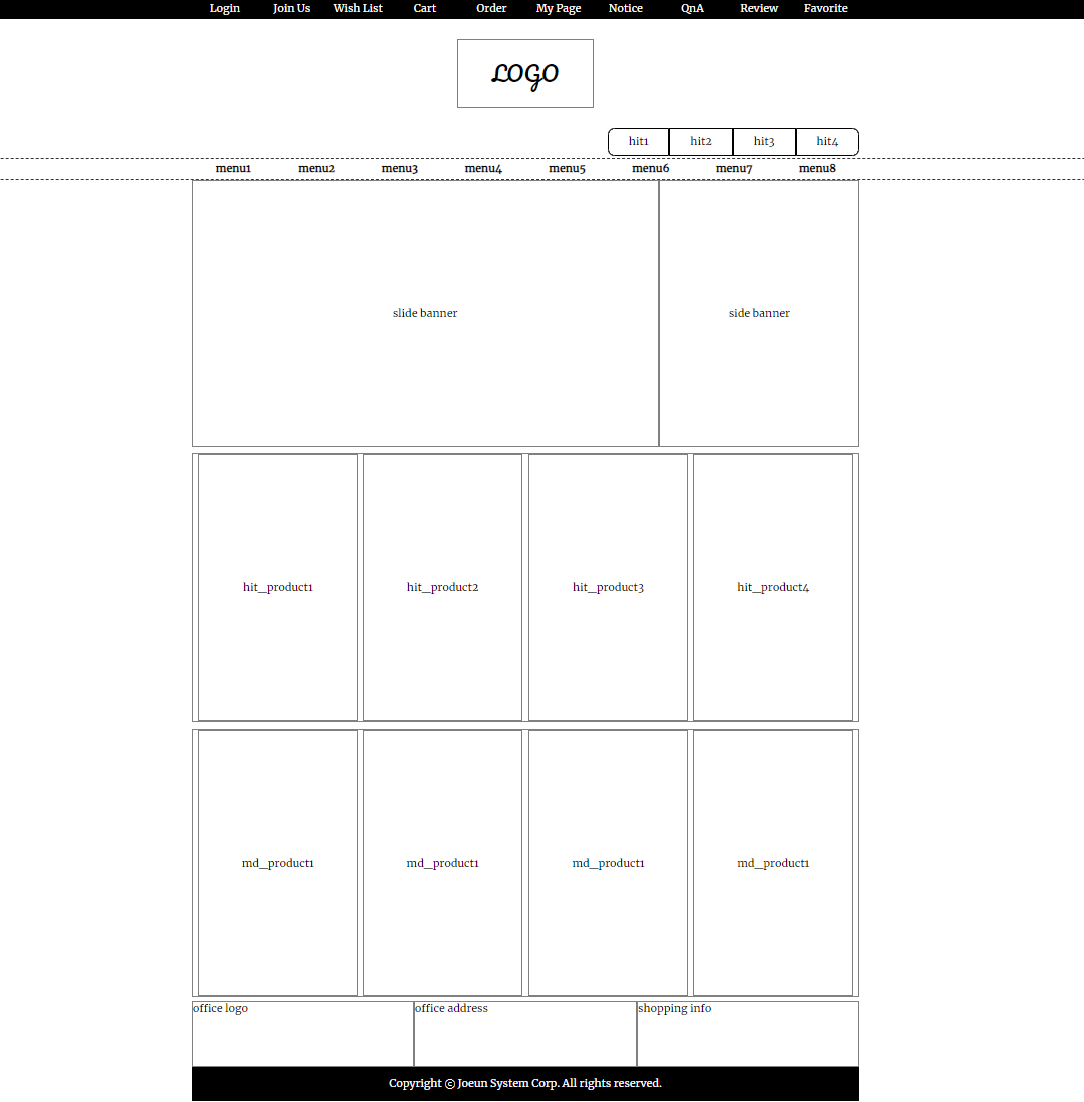 Login Join Us Wish List Cart Order My Page Notice QnA Review Favorite
LOGO
hit1 hit2 hit3 hit4
menu1 menu2 menu3 menu4 menu5 menu6 menu7 menu8
slide banner side banner
hit_product1 hit_product2 hit_product3 hit_product4
md_product1 md_product1 md_product1 md_product1
office logo office address shopping info
Copyright © Joeun System Corp. All rights reserved.